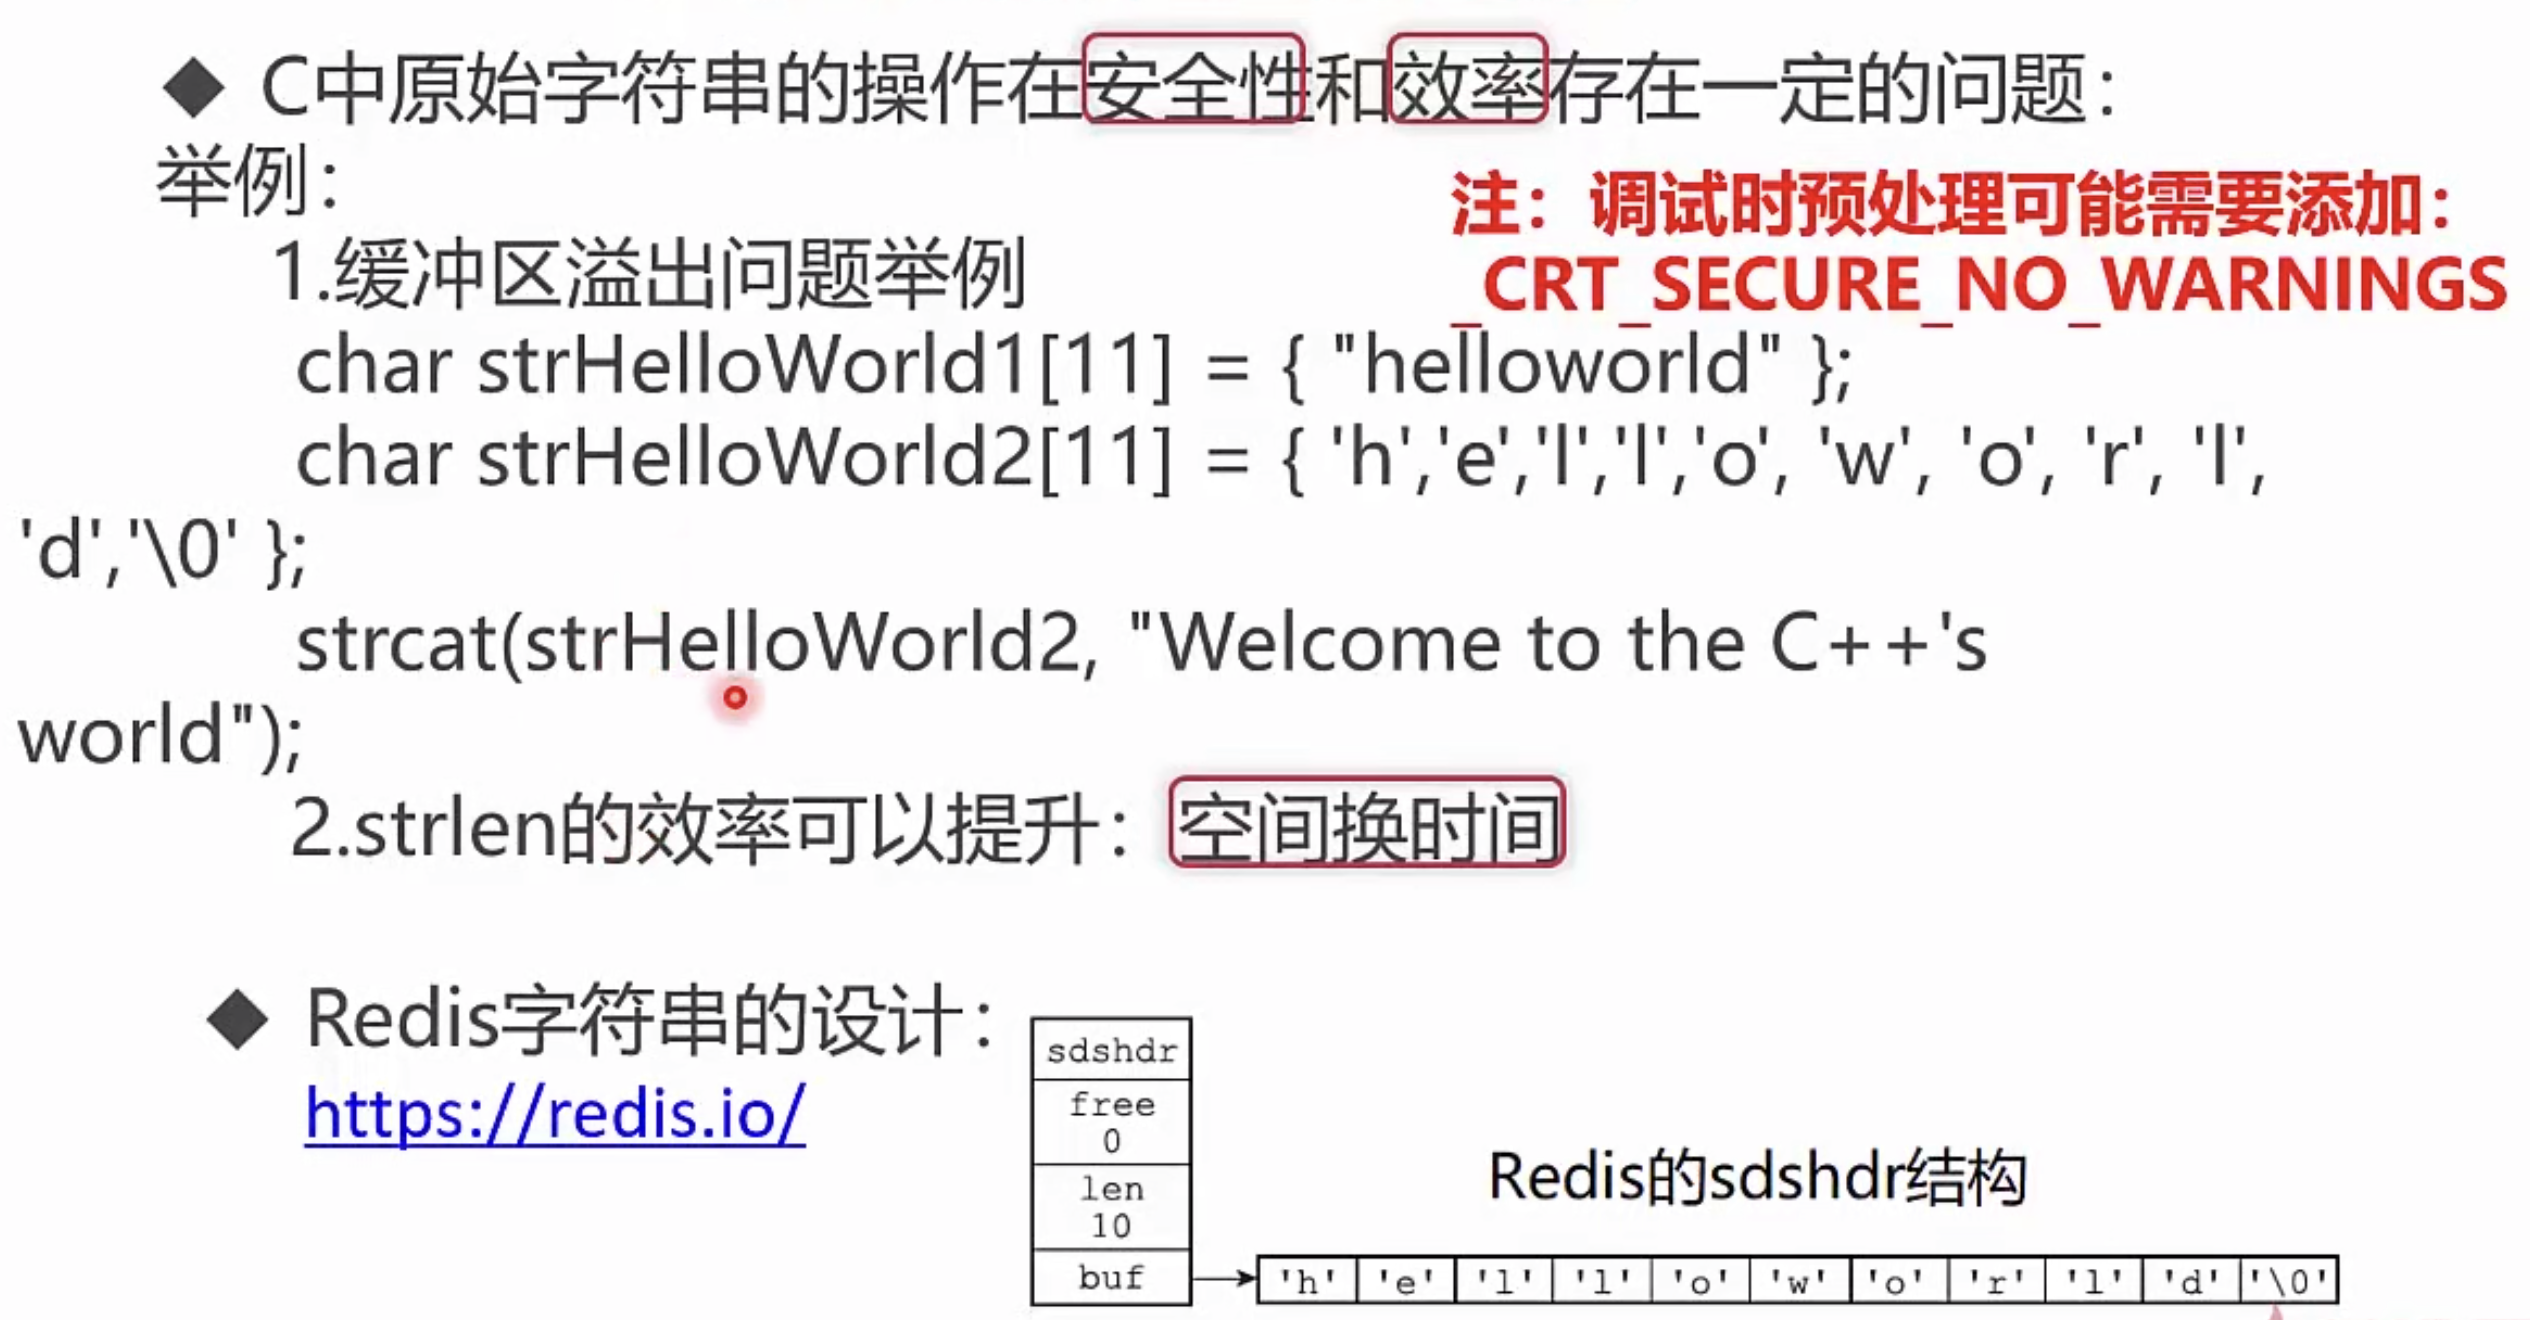 ◆ C中原始字符串的操作在安全性和效率存在一定的问题：
举例：
注：调试时预处理可能需要添加：
_CRT_SECURE_NO_WARNINGS
1.缓冲区溢出问题举例
char strHelloWorld1[11] = { "helloworld" };
char strHelloWorld2[11] = { 'h','e','l','l','o', 'w', 'o', 'r', 'l',
'd','\0' };
strcat(strHelloWorld2, "Welcome to the C++'s
world");
2.strlen的效率可以提升：空间换时间
◆ Redis字符串的设计：
https://redis.io/
sdshdr
free
0
len
10
buf
Redis的sdshdr结构
'h' 'e' 'l' 'l' 'o' 'w' 'o' 'r' 'l' 'd' '\0'